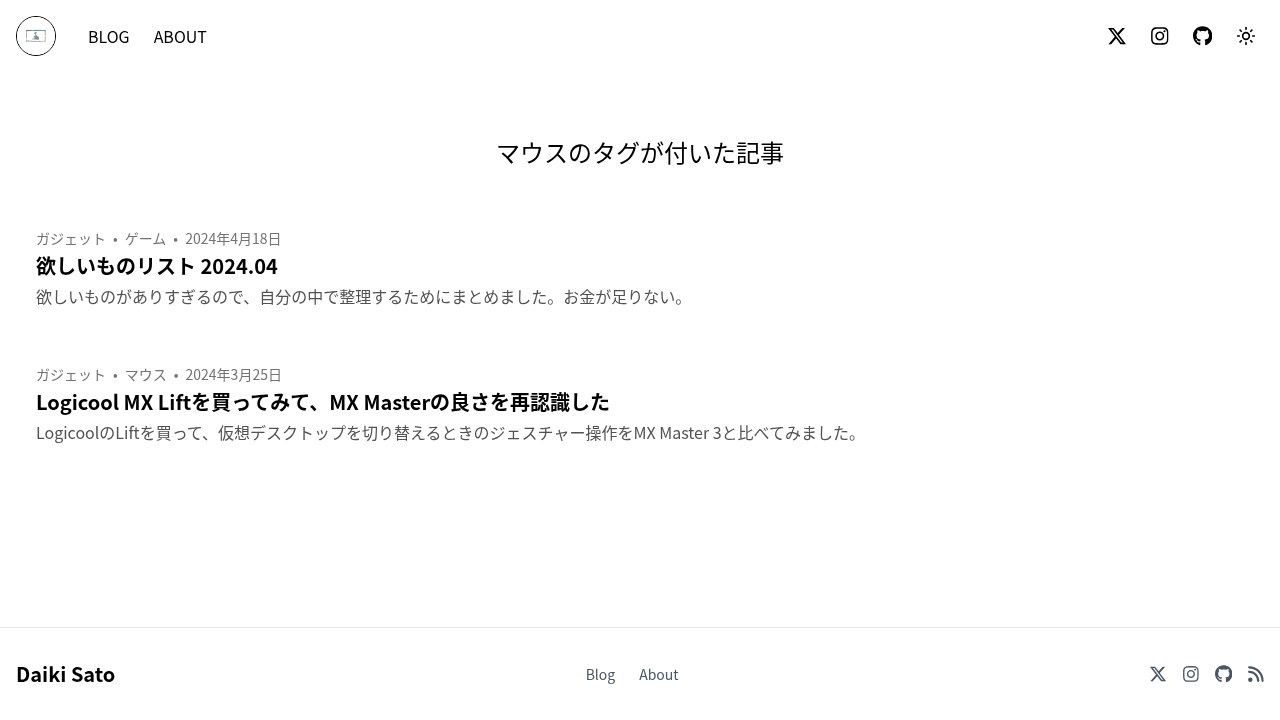 BLOG ABOUT
マウスのタグが付いた記事
ガジェット • ゲーム • 2024年4月18日
欲しいものリスト 2024.04
欲しいものがありすぎるので、自分の中で整理するためにまとめました。お金が足りない。
ガジェット • マウス • 2024年3月25日
Logicool MX Liftを買ってみて、MX Masterの良さを再認識した
LogicoolのLiftを買って、仮想デスクトップを切り替えるときのジェスチャー操作をMX Master 3と比べてみました。
Daiki Sato Blog About